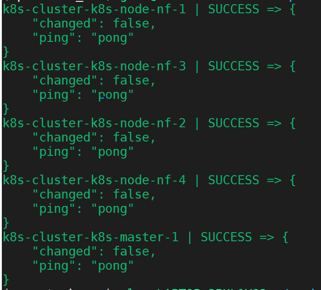 k8s-cluster-k8s-node-nf-1 | SUCCESS => {
    "changed": false,
    "ping": "pong"
}
k8s-cluster-k8s-node-nf-3 | SUCCESS => {
    "changed": false,
    "ping": "pong"
}
k8s-cluster-k8s-node-nf-2 | SUCCESS => {
    "changed": false,
    "ping": "pong"
}
k8s-cluster-k8s-node-nf-4 | SUCCESS => {
    "changed": false,
    "ping": "pong"
}
k8s-cluster-k8s-master-1 | SUCCESS => {
    "changed": false,
    "ping": "pong"
}